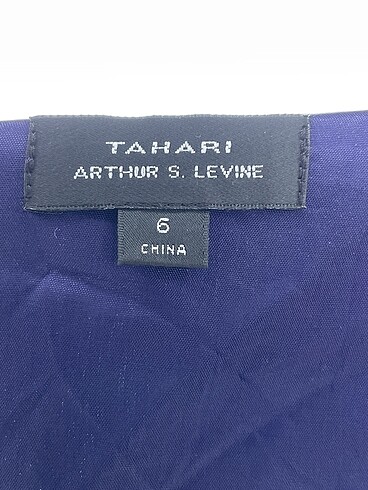 TAHARI
ARTHUR S. LEVINE
6
CHINA